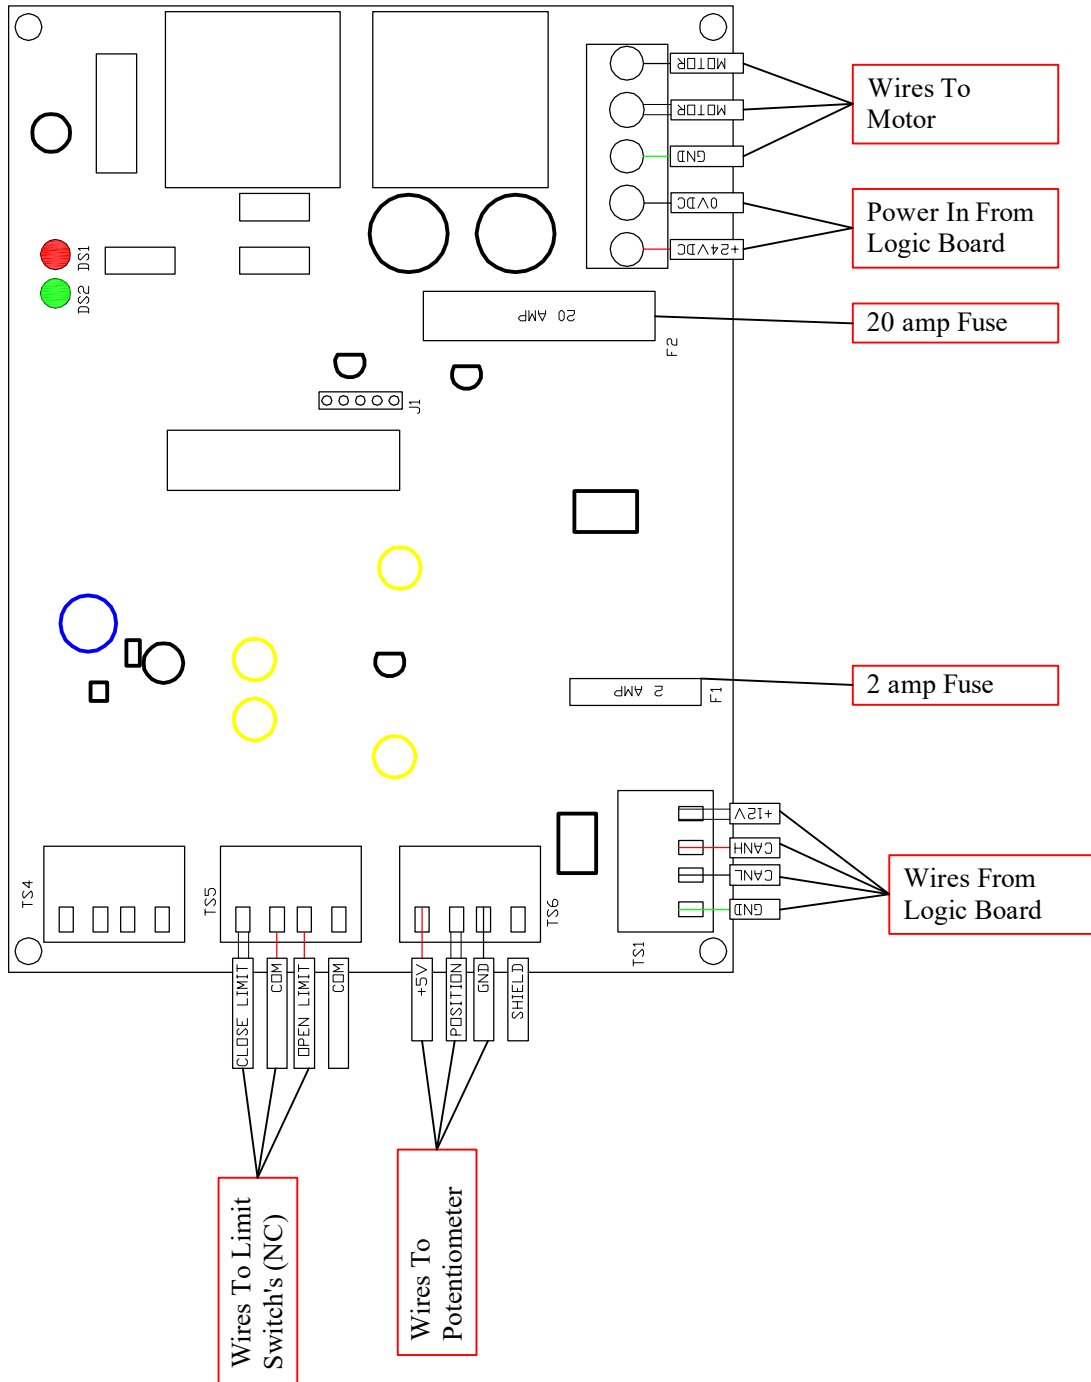 MOTOR
MOTOR
GND
0VDC
+24VDC
Wires To
Motor
Power In From
Logic Board
DS1
DS2
20 AMP
F2
20 amp Fuse
J1
2 AMP
F1
2 amp Fuse
+12V
CANH
CANL
GND
TS1
Wires From
Logic Board
TS4
TS5
TS6
CLOSE LIMIT
COM
OPEN LIMIT
COM
+5V
POSITION
GND
SHIELD
Wires To Limit
Switch's (NC)
Wires To
Potentiometer